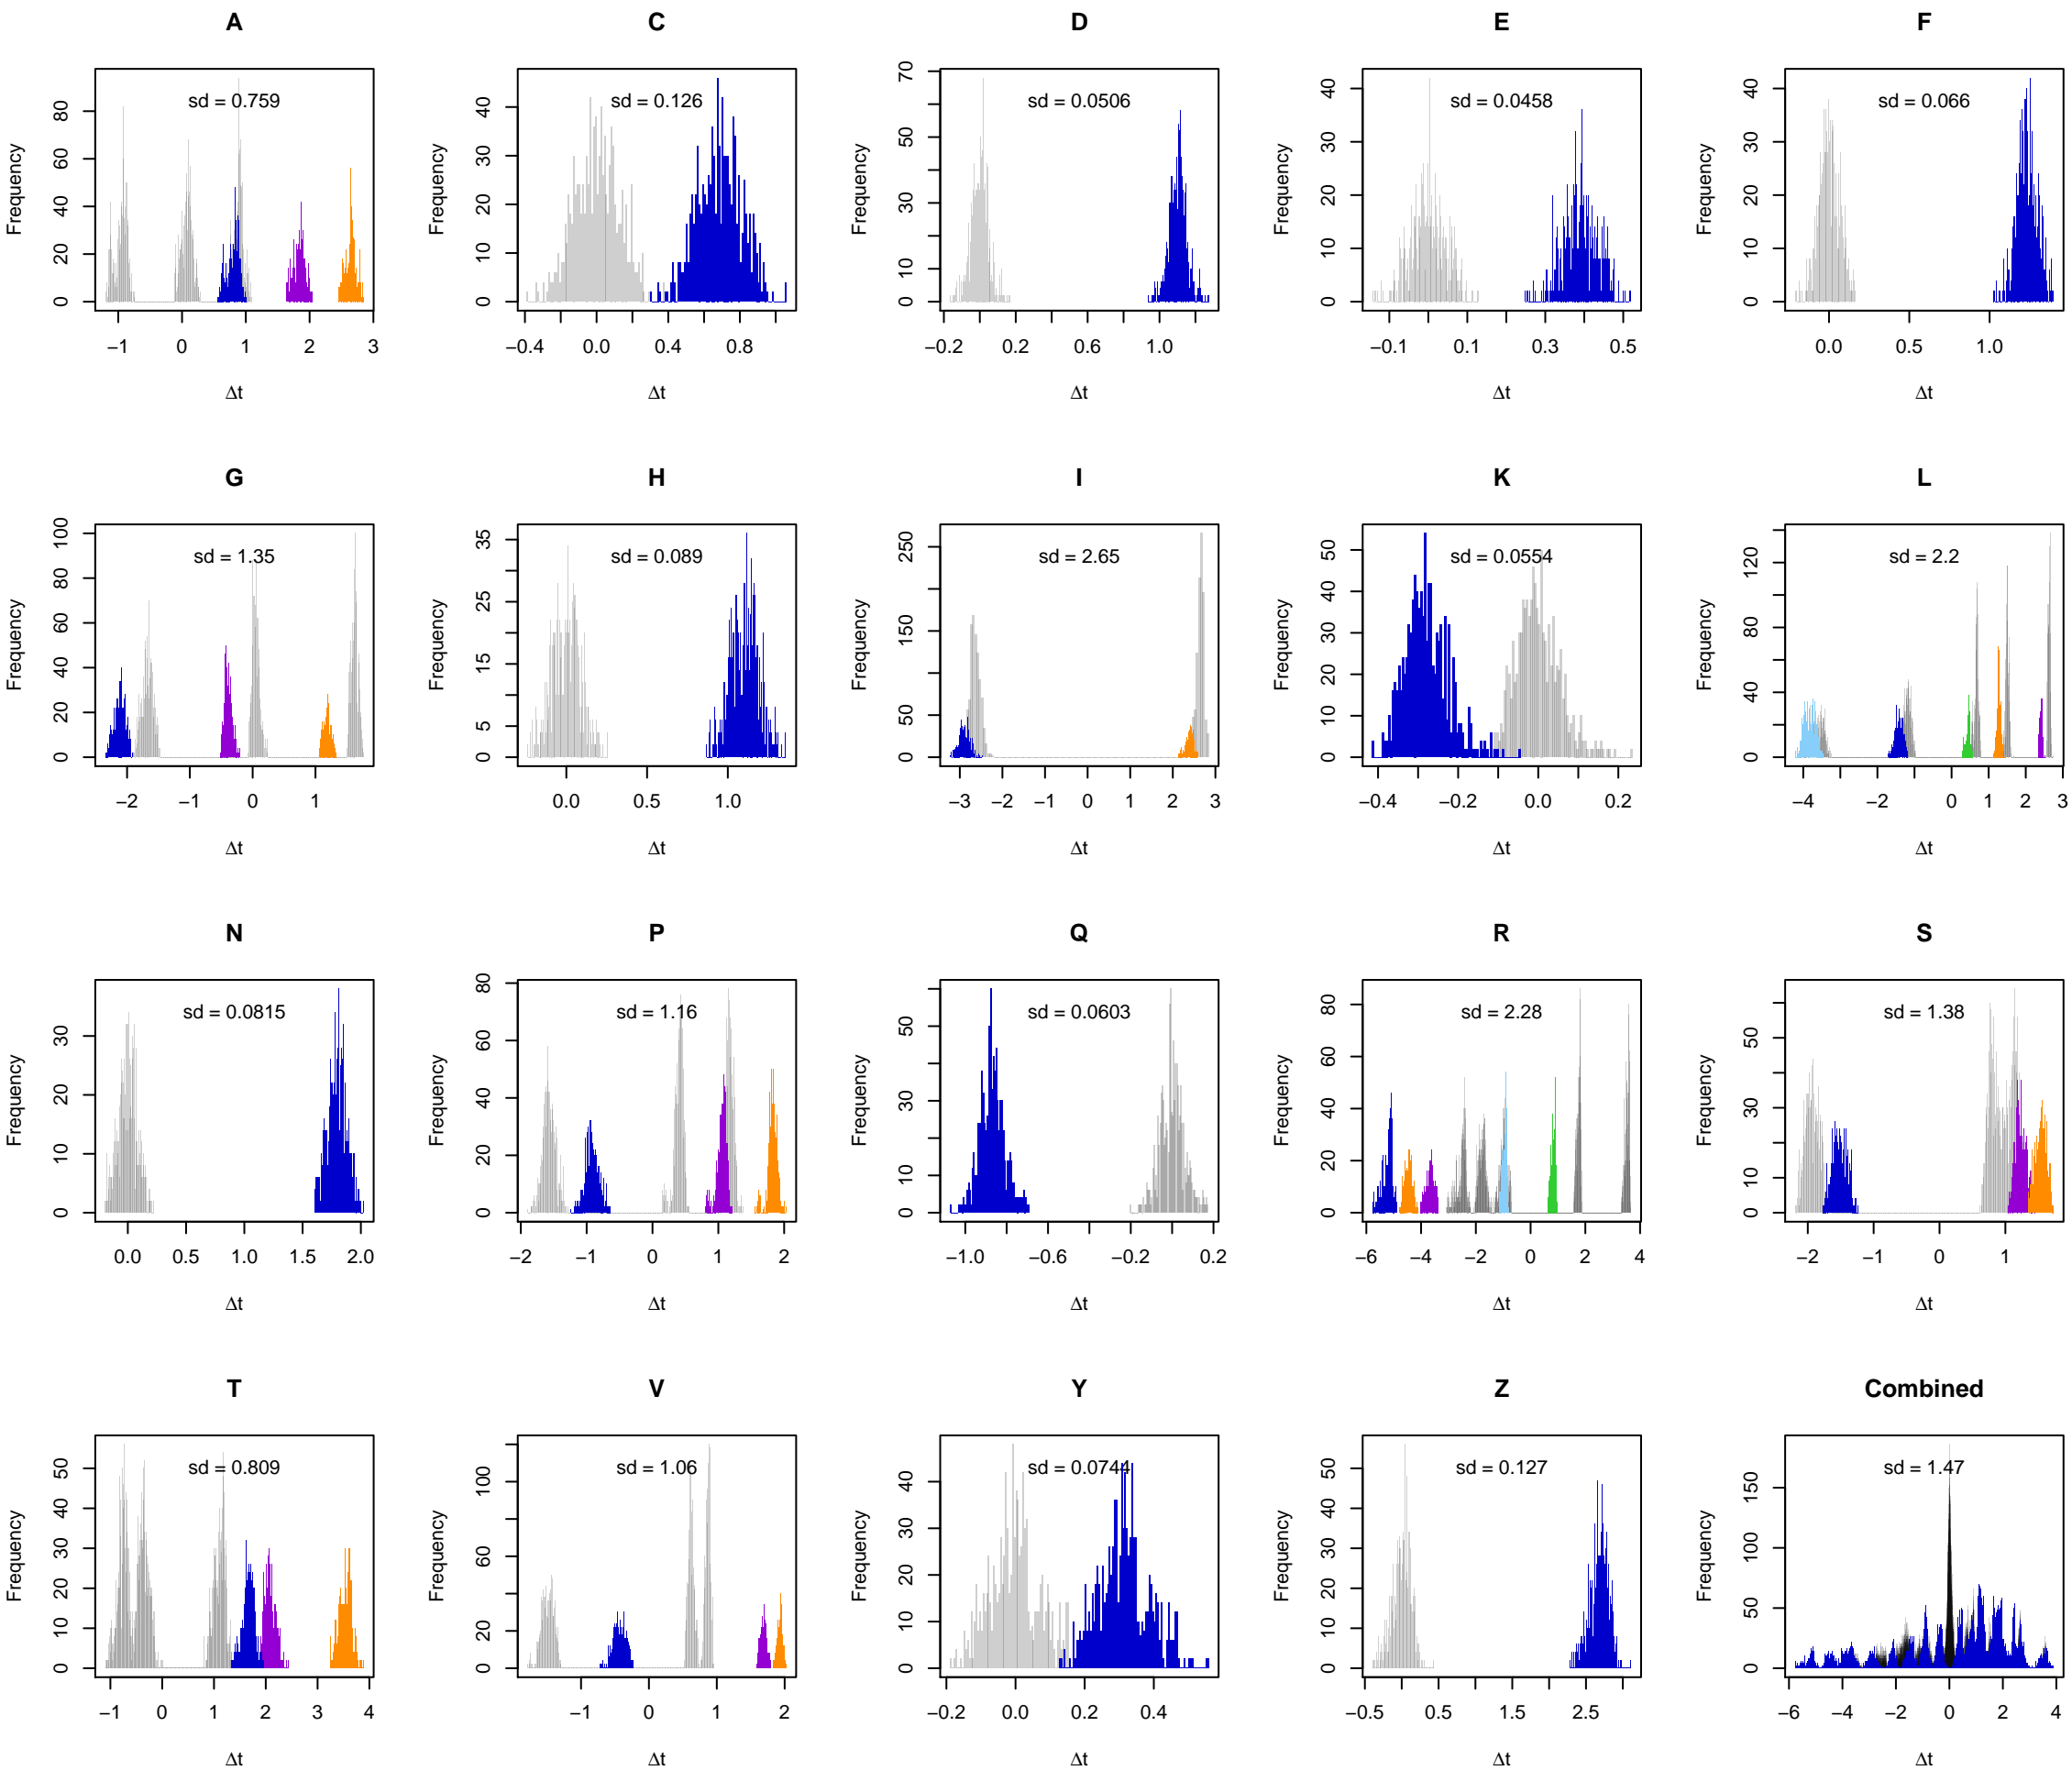 A
sd = 0.759
Frequency
0 20 40 60 80
−1 0 1 2 3
Δt
C
sd = 0.126
Frequency
0 10 20 30 40
−0.4 0.0 0.4 0.8
Δt
D
sd = 0.0506
Frequency
0 10 30 50 70
−0.2 0.2 0.6 1.0
Δt
E
sd = 0.0458
Frequency
0 10 20 30 40
−0.1 0.1 0.3 0.5
Δt
F
sd = 0.066
Frequency
0 10 20 30 40
0.0 0.5 1.0
Δt
G
sd = 1.35
Frequency
0 20 40 60 80 100
−2 −1 0 1
Δt
H
sd = 0.089
Frequency
0 5 15 25 35
0.0 0.5 1.0
Δt
I
sd = 2.65
Frequency
0 50 150 250
−3 −2 −1 0 1 2 3
Δt
K
sd = 0.0554
Frequency
0 10 20 30 40 50
−0.4 −0.2 0.0 0.2
Δt
L
sd = 2.2
Frequency
0 40 80 120
−4 −2 0 1 2 3
Δt
N
sd = 0.0815
Frequency
0 10 20 30
0.0 0.5 1.0 1.5 2.0
Δt
P
sd = 1.16
Frequency
0 20 40 60 80
−2 −1 0 1 2
Δt
Q
sd = 0.0603
Frequency
0 10 30 50
−1.0 −0.6 −0.2 0.2
Δt
R
sd = 2.28
Frequency
0 20 40 60 80
−6 −4 −2 0 2 4
Δt
S
sd = 1.38
Frequency
0 10 30 50
−2 −1 0 1
Δt
T
sd = 0.809
Frequency
0 10 20 30 40 50
−1 0 1 2 3 4
Δt
V
sd = 1.06
Frequency
0 20 60 100
−1 0 1 2
Δt
Y
sd = 0.0744
Frequency
0 10 20 30 40
−0.2 0.0 0.2 0.4
Δt
Z
sd = 0.127
Frequency
0 10 20 30 40 50
−0.5 0.5 1.5 2.5
Δt
Combined
sd = 1.47
Frequency
0 50 100 150
−6 −4 −2 0 2 4
Δt